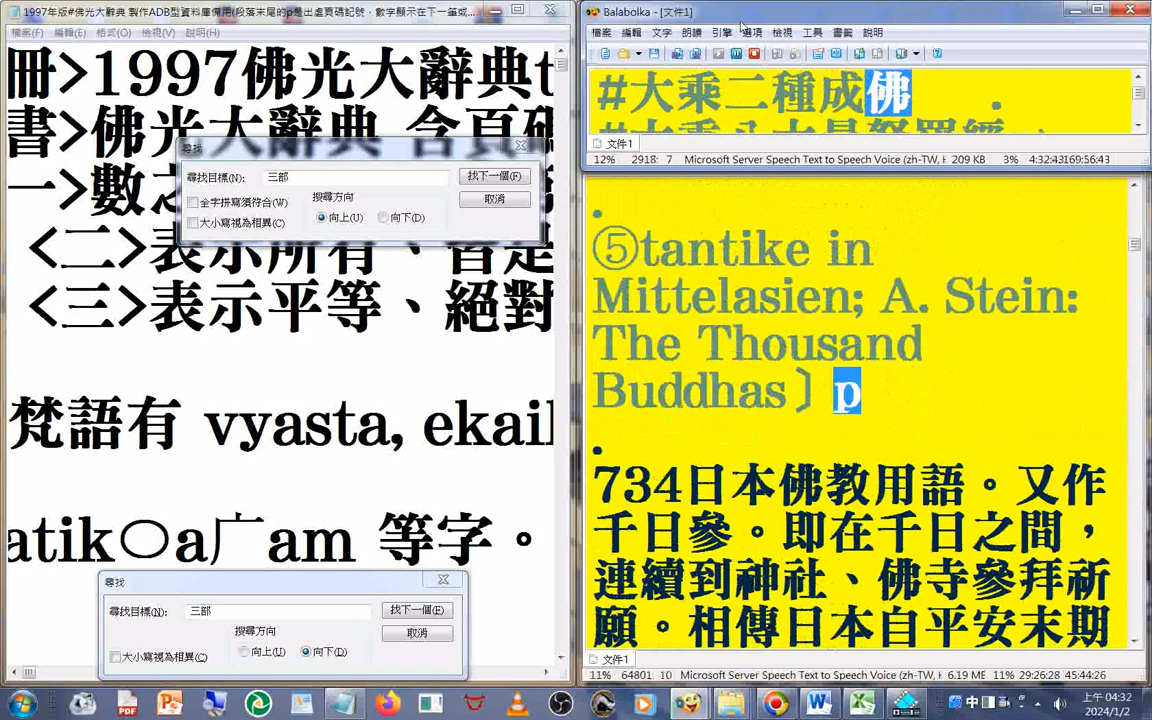 1997年版#佛光大辭典 製作ADB型資料庫備用(段落末尾的p是出處頁碼記號，數字顯示在下一筆或
檔案(F) 編輯(E) 格式(O) 檢視(V) 說明(H)
冊>1997佛光大辭典t
書>佛光大辭典 含頁碼
一>數之
<二>表示所有、皆是
<三>表示平等、絕對
梵語有 vyasta, ekail
atik〇a广am 等字。
尋找
尋找目標(N): 三部
找下一個(F)
取消
全字拼寫須符合(W)
大小寫視為相異(C)
搜尋方向
向上(U) 向下(D)
尋找
尋找目標(N): 三部
找下一個(F)
取消
搜尋方向
大小寫視為相異(C) 向上(U) 向下(D)
Balabolka - [文件1]
檔案 編輯 文字 朗讀 引擎 選項 檢視 工具 書籤 說明
#大乘二種成佛 .
文件1
12% 2918: 7 Microsoft Server Speech Text to Speech Voice (zh-TW, H 209 KB 3% 4:32:43169:56:43
.
⑤tantike in
Mittelasien; A. Stein:
The Thousand
Buddhas〕p
.
734日本佛教用語。又作
千日參。即在千日之間，
連續到神社、佛寺參拜祈
願。相傳日本自平安末期
文件1
11% 64801: 10 Microsoft Server Speech Text to Speech Voice (zh-TW, H 6.19 MB 11% 29:26:28 45:44:26
中
上午 04:32
2024/1/2